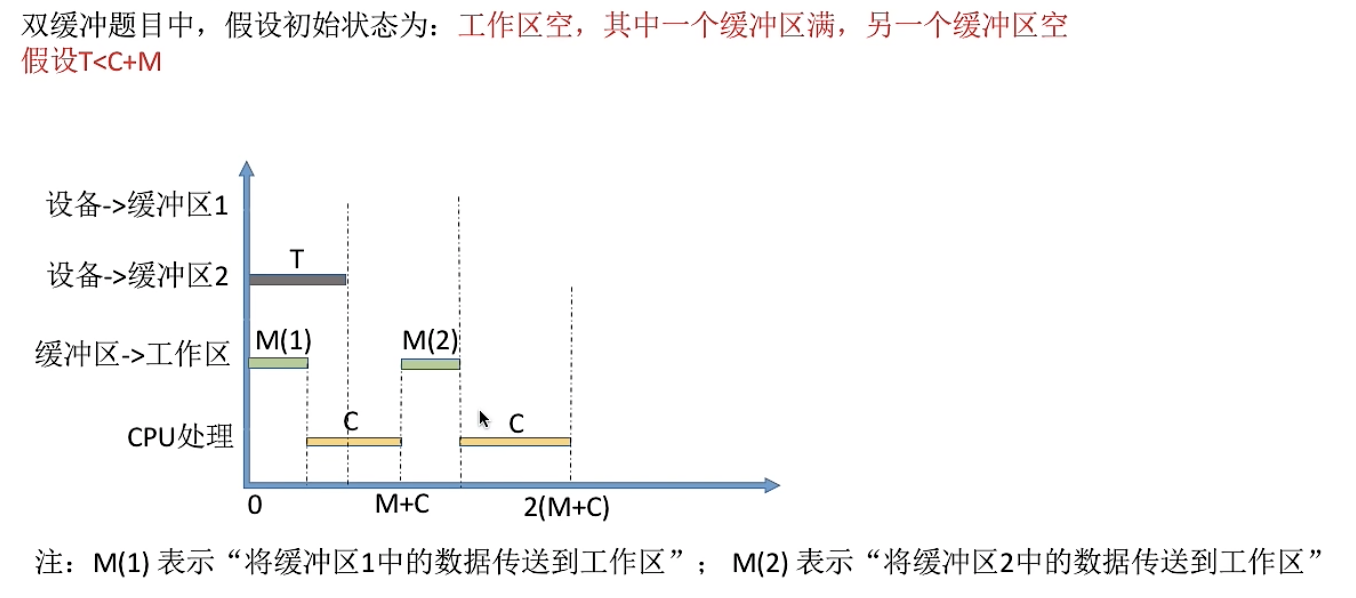 双缓冲题目中，假设初始状态为：工作区空，其中一个缓冲区满，另一个缓冲区空
假设T<C+M
设备->缓冲区1
T
设备->缓冲区2
M(1)
M(2)
缓冲区->工作区
C
C
CPU处理
0
M+C
2(M+C)
注：M(1) 表示“将缓冲区1中的数据传送到工作区”； M(2) 表示“将缓冲区2中的数据传送到工作区”